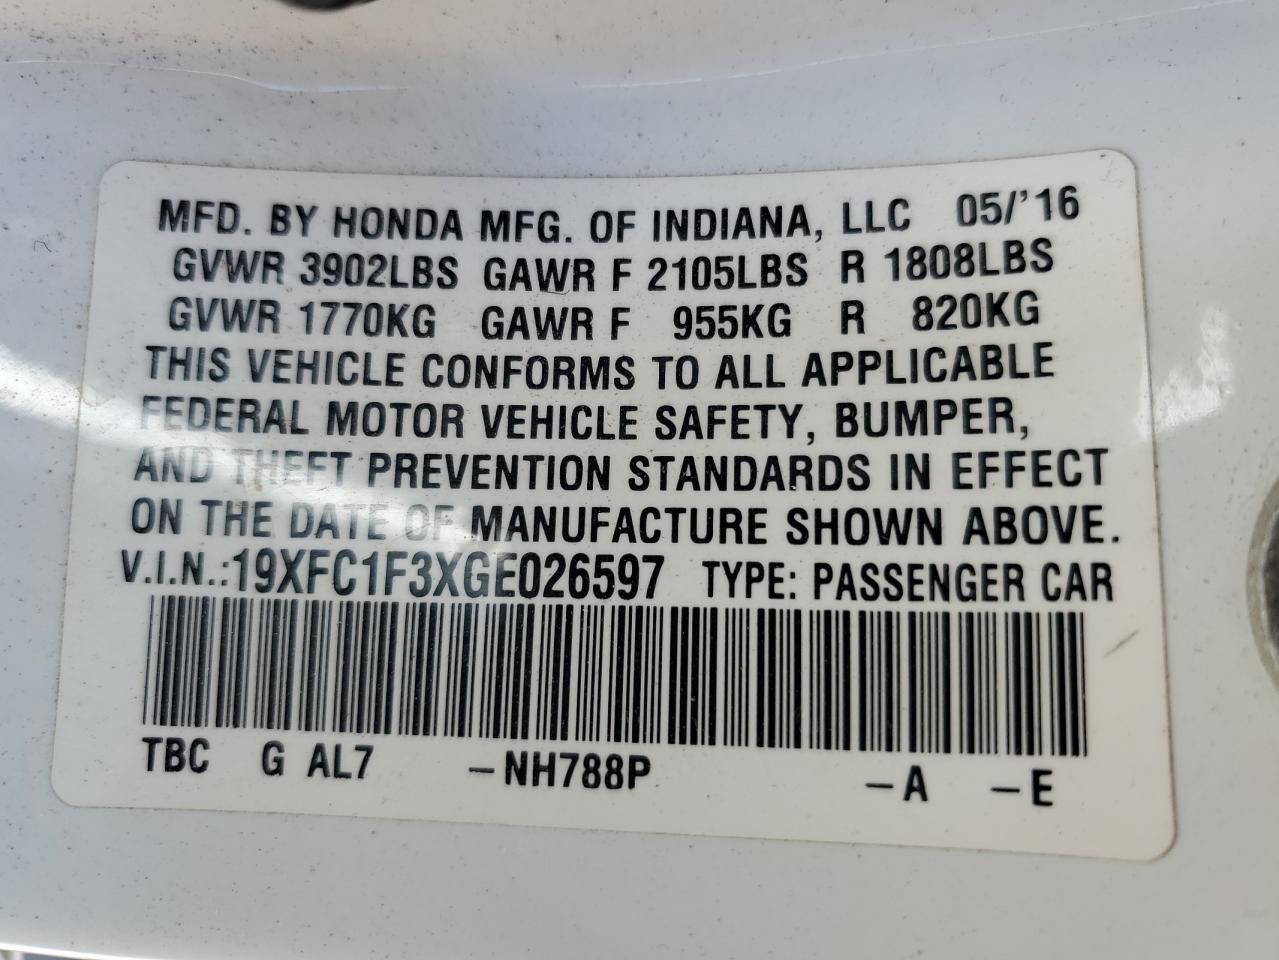 MFD. BY HONDA MFG. OF INDIANA, LLC 05/'16
GVWR 3902LBS GAWR F 2105LBS R 1808LBS
GVWR 1770KG GAWR F 955KG R 820KG
THIS VEHICLE CONFORMS TO ALL APPLICABLE
FEDERAL MOTOR VEHICLE SAFETY, BUMPER,
AND THEFT PREVENTION STANDARDS IN EFFECT
ON THE DATE OF MANUFACTURE SHOWN ABOVE.
V.I.N.:19XFC1F3XGE026597 TYPE: PASSENGER CAR
TBC G AL7 –NH788P –A –E